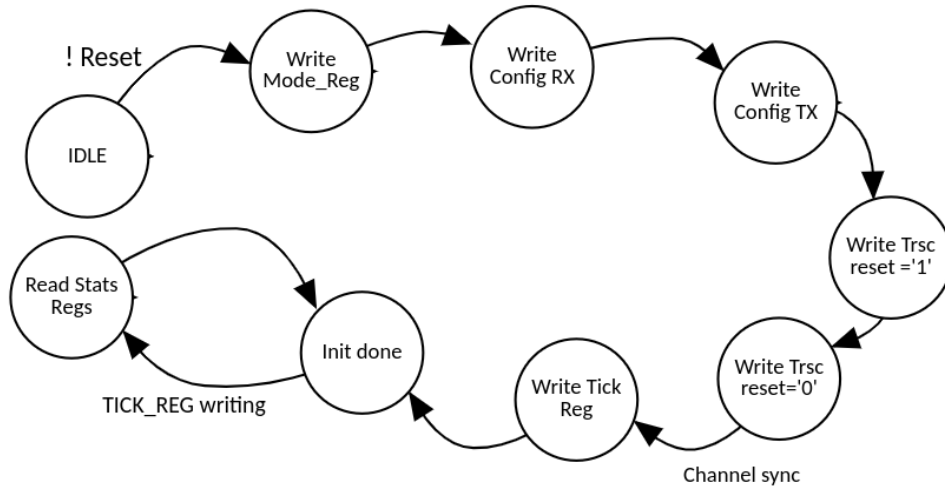 ! Reset
IDLE
Write
Mode_Reg
Write
Config RX
Write
Config TX
Write Trsc
reset ='1'
Write Trsc
reset='0'
Channel sync
Write Tick
Reg
Init done
TICK_REG writing
Read Stats
Regs